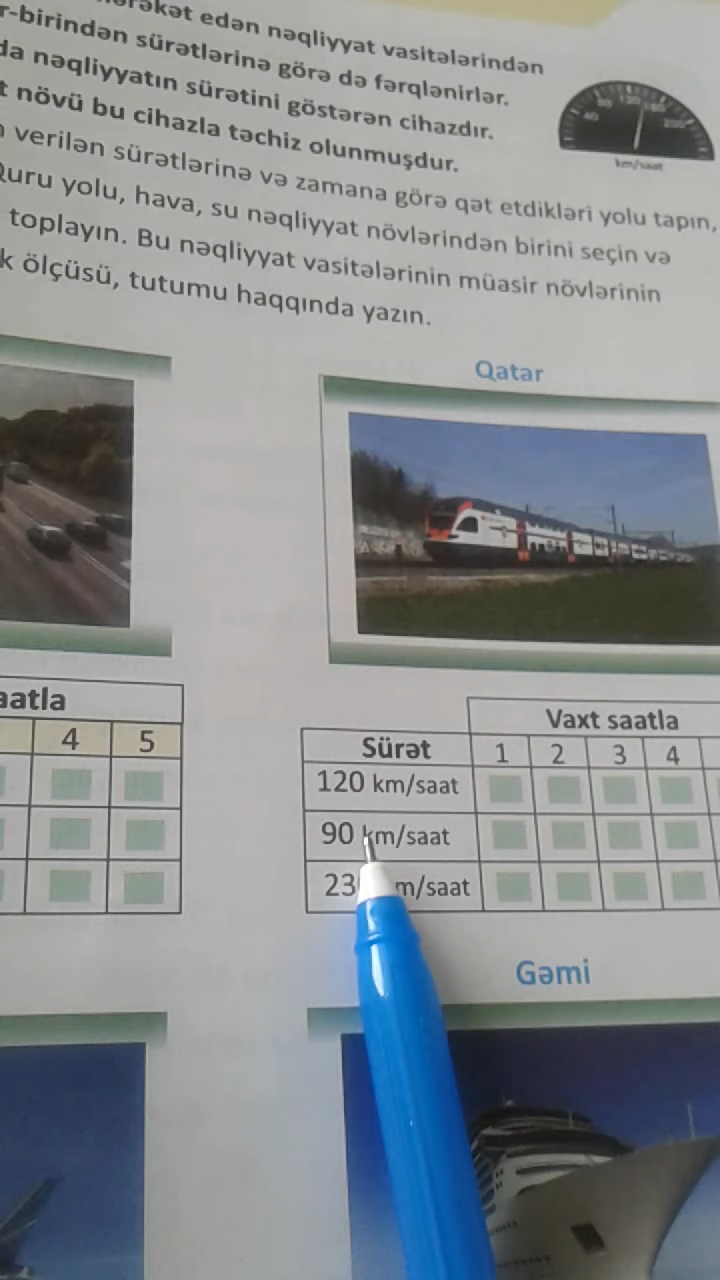 edən nəqliyyat vasitələrindən
r-birindən sürətlərinə görə də fərqlənirlər.
da nəqliyyatın sürətini göstərən cihazdır.
t növü bu cihazla təchiz olunmuşdur.
verilən sürətlərinə və zamana görə qət etdikləri yolu tapın,
Quru yolu, hava, su nəqliyyat növlərindən birini seçin və
toplayın. Bu nəqliyyat vasitələrinin müasir növlərinin
k ölçüsü, tutumu haqqında yazın.
km/saat
Qatar
aatla
4 5
Vaxt saatla
Sürət 1 2 3 4
120 km/saat
90 km/saat
23 m/saat
Gəmi